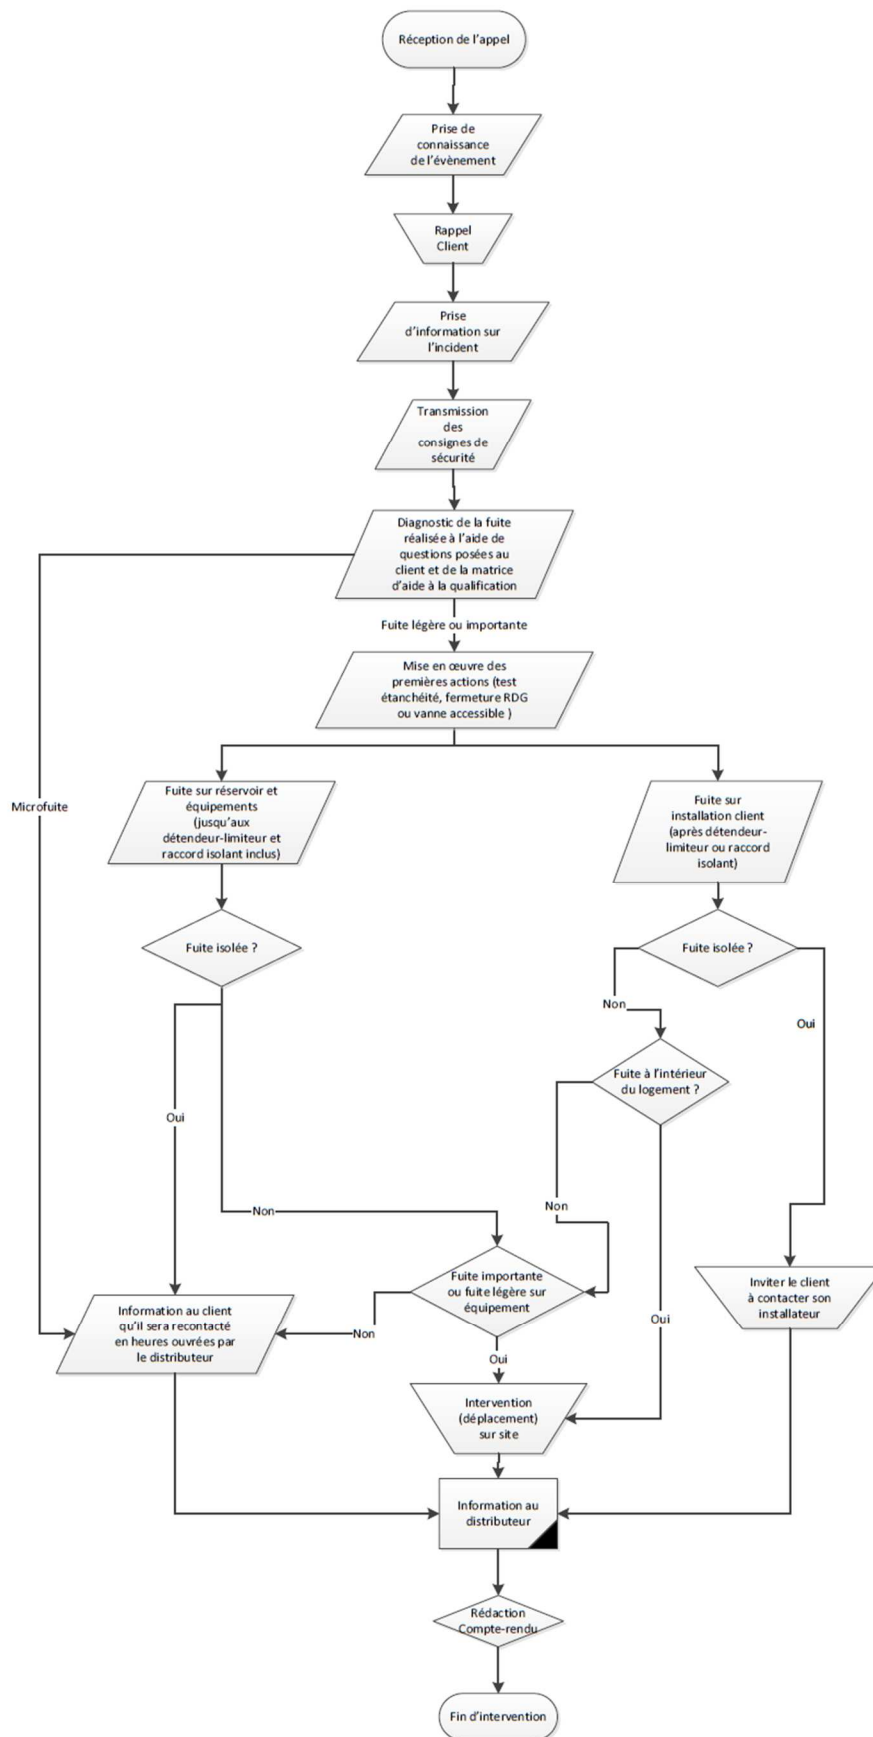 Réception de l'appel
Prise de
connaissance
de l'évènement
Rappel
Client
Prise
d'information sur
l'incident
Transmission
des
consignes de
sécurité
Diagnostic de la fuite
réalisée à l'aide de
questions posées au
client et de la matrice
d'aide à la qualification
Fuite légère ou importante
Mise en œuvre des
premières actions (test
étanchéité, fermeture RDG
ou vanne accessible )
Microfuite
Fuite sur réservoir et
équipements
(jusqu'aux
détendeur-limiteur et
raccord isolant inclus)
Fuite sur
installation client
(après détendeur-
limiteur ou raccord
isolant)
Fuite isolée ?
Fuite isolée ?
Non
Oui
Fuite à l'intérieur
du logement ?
Oui
Non
Non
Fuite importante
ou fuite légère sur
équipement
Inviter le client
à contacter son
installateur
Information au client
qu'il sera recontacté
en heures ouvrées par
le distributeur
Non
Oui
Oui
Intervention
(déplacement)
sur site
Information au
distributeur
Rédaction
Compte-rendu
Fin d'intervention